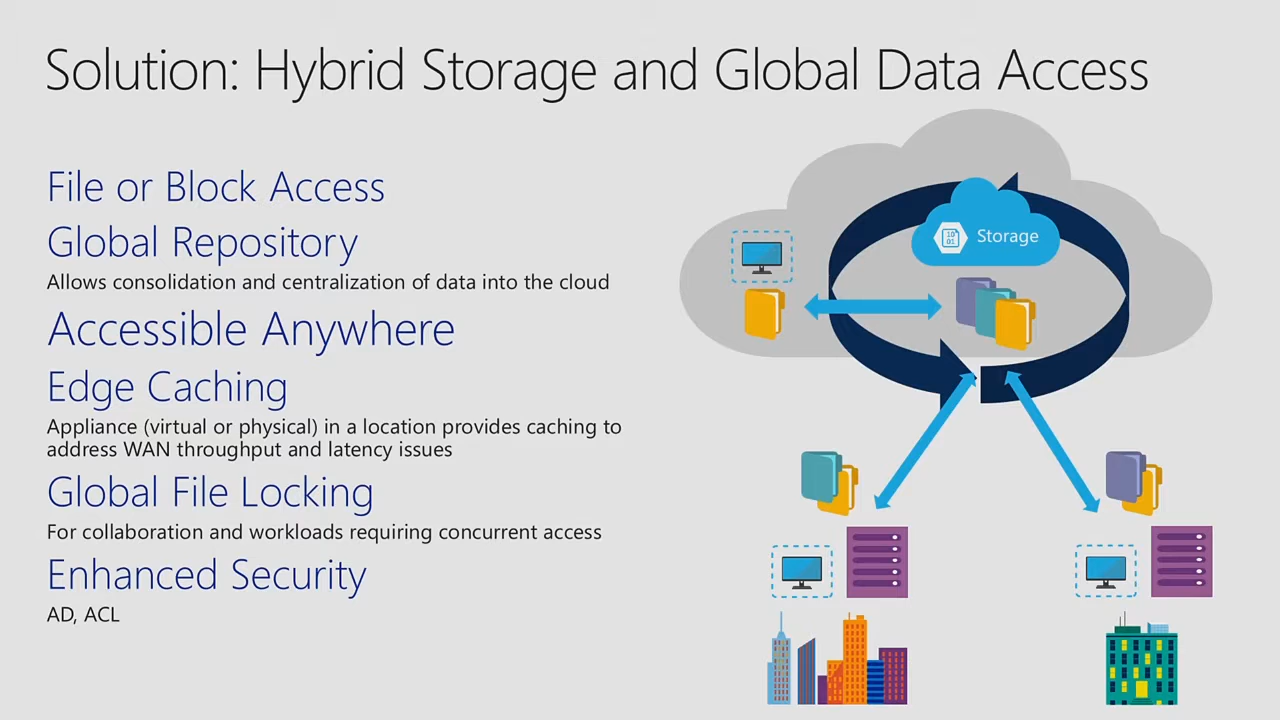 Solution: Hybrid Storage and Global Data Access
File or Block Access
Global Repository
Allows consolidation and centralization of data into the cloud
Accessible Anywhere
Edge Caching
Appliance (virtual or physical) in a location provides caching to
address WAN throughput and latency issues
Global File Locking
For collaboration and workloads requiring concurrent access
Enhanced Security
AD, ACL
10
01
Storage